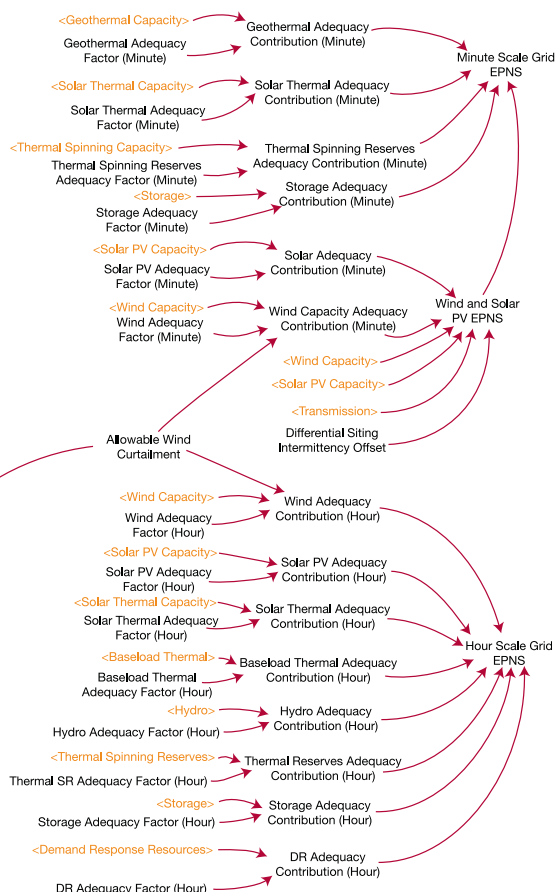 <Geothermal Capacity>
Geothermal Adequacy
Factor (Minute)
Geothermal Adequacy
Contribution (Minute)
Minute Scale Grid
EPNS
<Solar Thermal Capacity>
Solar Thermal Adequacy
Factor (Minute)
Solar Thermal Adequacy
Contribution (Minute)
<Thermal Spinning Capacity>
Thermal Spinning Reserves
Adequacy Factor (Minute)
Thermal Spinning Reserves
Adequacy Contribution (Minute)
<Storage>
Storage Adequacy
Factor (Minute)
Storage Adequacy
Contribution (Minute)
<Solar PV Capacity>
Solar PV Adequacy
Factor (Minute)
Solar Adequacy
Contribution (Minute)
<Wind Capacity>
Wind Adequacy
Factor (Minute)
Wind Capacity Adequacy
Contribution (Minute)
Wind and Solar
PV EPNS
<Wind Capacity>
<Solar PV Capacity>
<Transmission>
Differential Siting
Intermittency Offset
Allowable Wind
Curtailment
<Wind Capacity>
Wind Adequacy
Factor (Hour)
Wind Adequacy
Contribution (Hour)
<Solar PV Capacity>
Solar PV Adequacy
Factor (Hour)
Solar PV Adequacy
Contribution (Hour)
<Solar Thermal Capacity>
Solar Thermal Adequacy
Factor (Hour)
Solar Thermal Adequacy
Contribution (Hour)
Hour Scale Grid
EPNS
<Baseload Thermal>
Baseload Thermal
Adequacy Factor (Hour)
Baseload Thermal Adequacy
Contribution (Hour)
<Hydro>
Hydro Adequacy Factor (Hour)
Hydro Adequacy
Contribution (Hour)
<Thermal Spinning Reserves>
Thermal SR Adequacy Factor (Hour)
Thermal Reserves Adequacy
Contribution (Hour)
<Storage>
Storage Adequacy Factor (Hour)
Storage Adequacy
Contribution (Hour)
<Demand Response Resources>
DR Adequacy Factor (Hour)
DR Adequacy
Contribution (Hour)